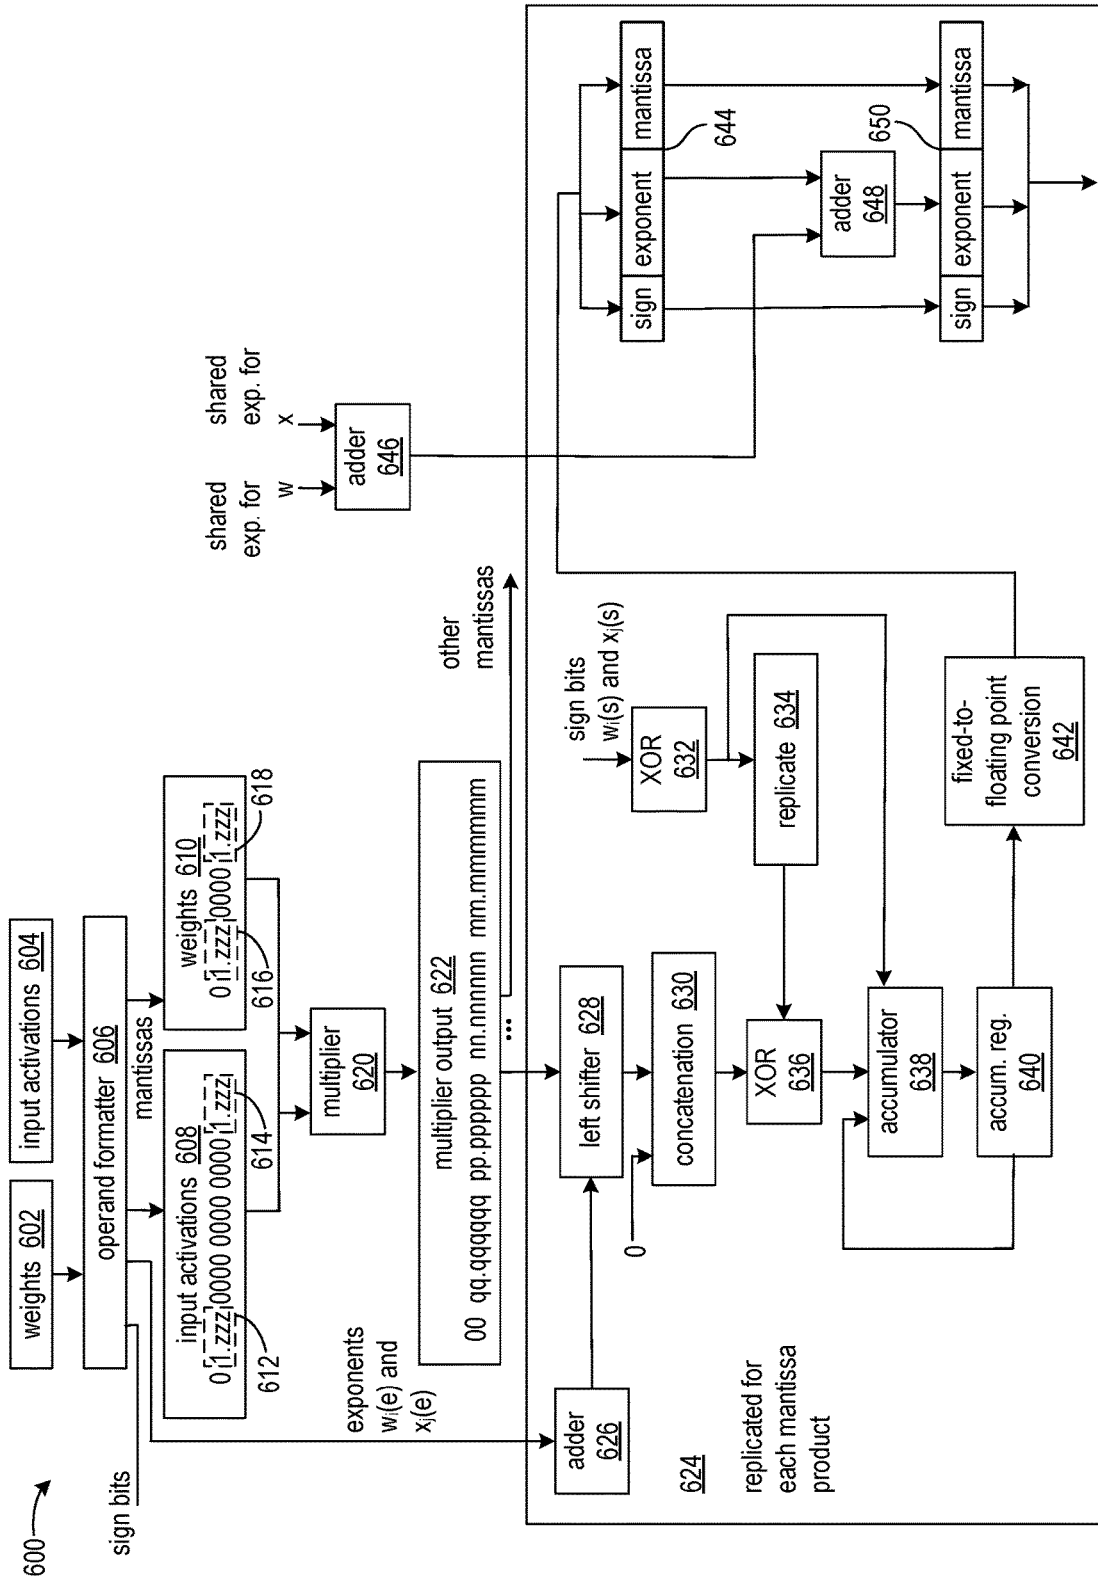 600
weights 602
input activations 604
operand formatter 606
sign bits
mantissas
input activations 608
0 1.zzz 0000 0000 0000 0000 1.zzz
612
614
weights 610
0 1.zzz 0000 1.zzz
616
618
multiplier
620
exponents
wi(e) and
xj(e)
multiplier output 622
00 qq.qqqqqq pp.pppppp nn.nnnnnn mm.mmmmmm
...
other
mantissas
shared
exp. for
w
shared
exp. for
x
adder
646
adder
626
left shifter 628
0
concatenation 630
sign bits
wi(s) and xj(s)
XOR
632
replicate 634
XOR
636
accumulator
638
accum. reg.
640
fixed-to-
floating point
conversion
642
624
replicated for
each mantissa
product
sign exponent mantissa
644
adder
648
650
sign exponent mantissa